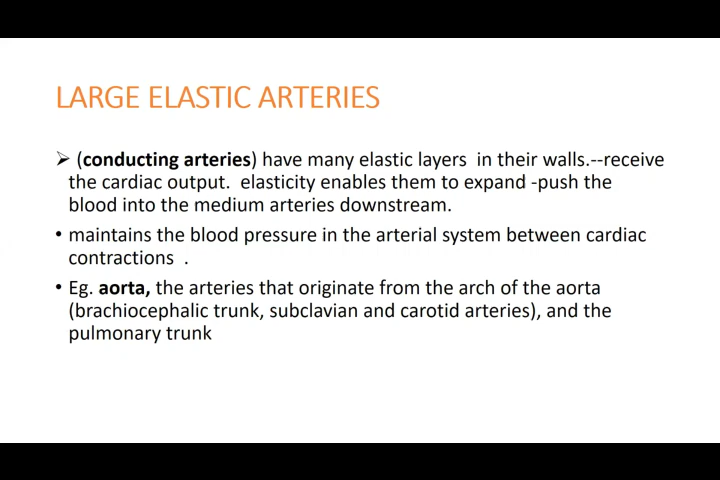 LARGE ELASTIC ARTERIES
➢ (conducting arteries) have many elastic layers in their walls.--receive
the cardiac output. elasticity enables them to expand -push the
blood into the medium arteries downstream.
• maintains the blood pressure in the arterial system between cardiac
contractions .
• Eg. aorta, the arteries that originate from the arch of the aorta
(brachiocephalic trunk, subclavian and carotid arteries), and the
pulmonary trunk